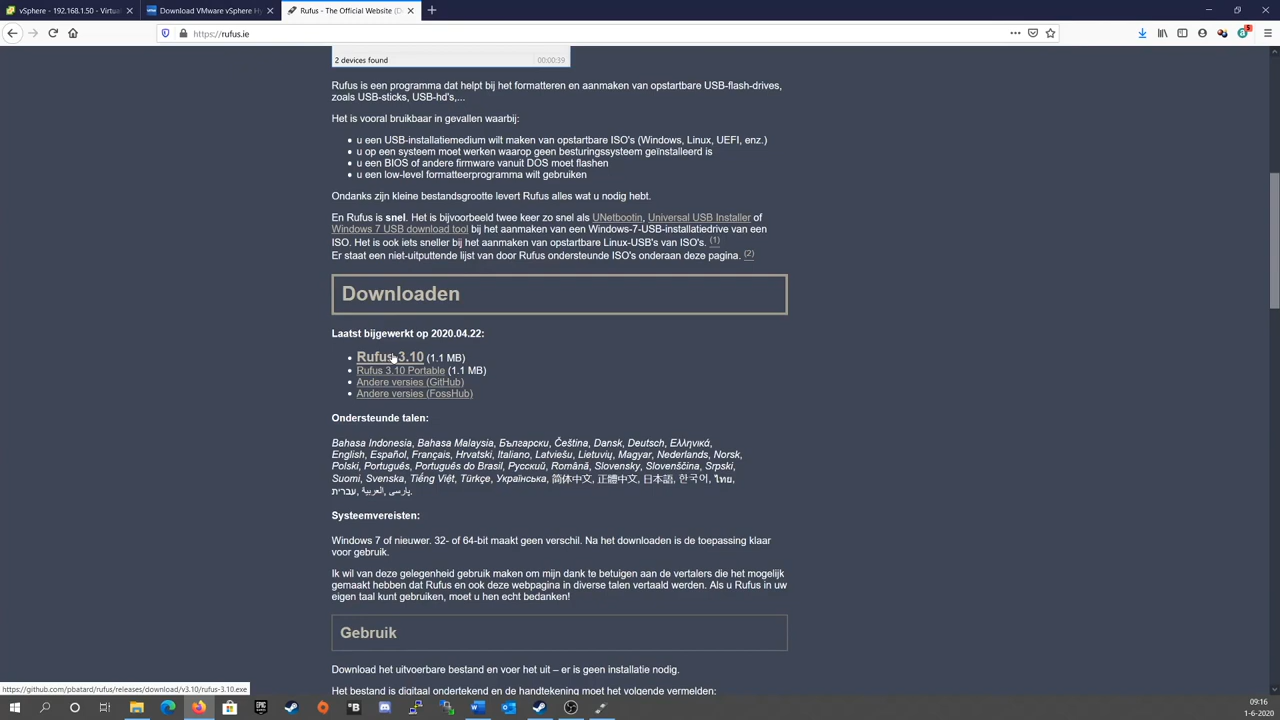 vSphere - 192.168.1.50 - Virtual
Download VMware vSphere Hy
Rufus - The Official Website (D
https://rufus.ie
2 devices found
00:00:39
Rufus is een programma dat helpt bij het formatteren en aanmaken van opstartbare USB-flash-drives,
zoals USB-sticks, USB-hd's,...
Het is vooral bruikbaar in gevallen waarbij:
• u een USB-installatiemedium wilt maken van opstartbare ISO's (Windows, Linux, UEFI, enz.)
• u op een systeem moet werken waarop geen besturingssysteem geïnstalleerd is
• u een BIOS of andere firmware vanuit DOS moet flashen
• u een low-level formatteerprogramma wilt gebruiken
Ondanks zijn kleine bestandsgrootte levert Rufus alles wat u nodig hebt.
En Rufus is snel. Het is bijvoorbeeld twee keer zo snel als UNetbootin, Universal USB Installer of
Windows 7 USB download tool bij het aanmaken van een Windows-7-USB-installatiedrive van een
ISO. Het is ook iets sneller bij het aanmaken van opstartbare Linux-USB's van ISO's. (1)
Er staat een niet-uitputtende lijst van door Rufus ondersteunde ISO's onderaan deze pagina. (2)
Downloaden
Laatst bijgewerkt op 2020.04.22:
• Rufus 3.10 (1.1 MB)
• Rufus 3.10 Portable (1.1 MB)
• Andere versies (GitHub)
• Andere versies (FossHub)
Ondersteunde talen:
Bahasa Indonesia, Bahasa Malaysia, Български, Čeština, Dansk, Deutsch, Ελληνικά,
English, Español, Français, Hrvatski, Italiano, Latviešu, Lietuvių, Magyar, Nederlands, Norsk,
Polski, Português, Português do Brasil, Русский, Română, Slovensky, Slovenščina, Srpski,
Suomi, Svenska, Tiếng Việt, Türkçe, Українська, 简体中文, 正體中文, 日本語, 한국어, ไทย,
עברית, العربية, پارسی.
Systeemvereisten:
Windows 7 of nieuwer. 32- of 64-bit maakt geen verschil. Na het downloaden is de toepassing klaar
voor gebruik.
Ik wil van deze gelegenheid gebruik maken om mijn dank te betuigen aan de vertalers die het mogelijk
gemaakt hebben dat Rufus en ook deze webpagina in diverse talen vertaald werden. Als u Rufus in uw
eigen taal kunt gebruiken, moet u hen echt bedanken!
Gebruik
Download het uitvoerbare bestand en voer het uit – er is geen installatie nodig.
Het bestand is digitaal ondertekend en de handtekening moet het volgende vermelden:
https://github.com/pbatard/rufus/releases/download/v3.10/rufus-3.10.exe
09:16
1-6-2020